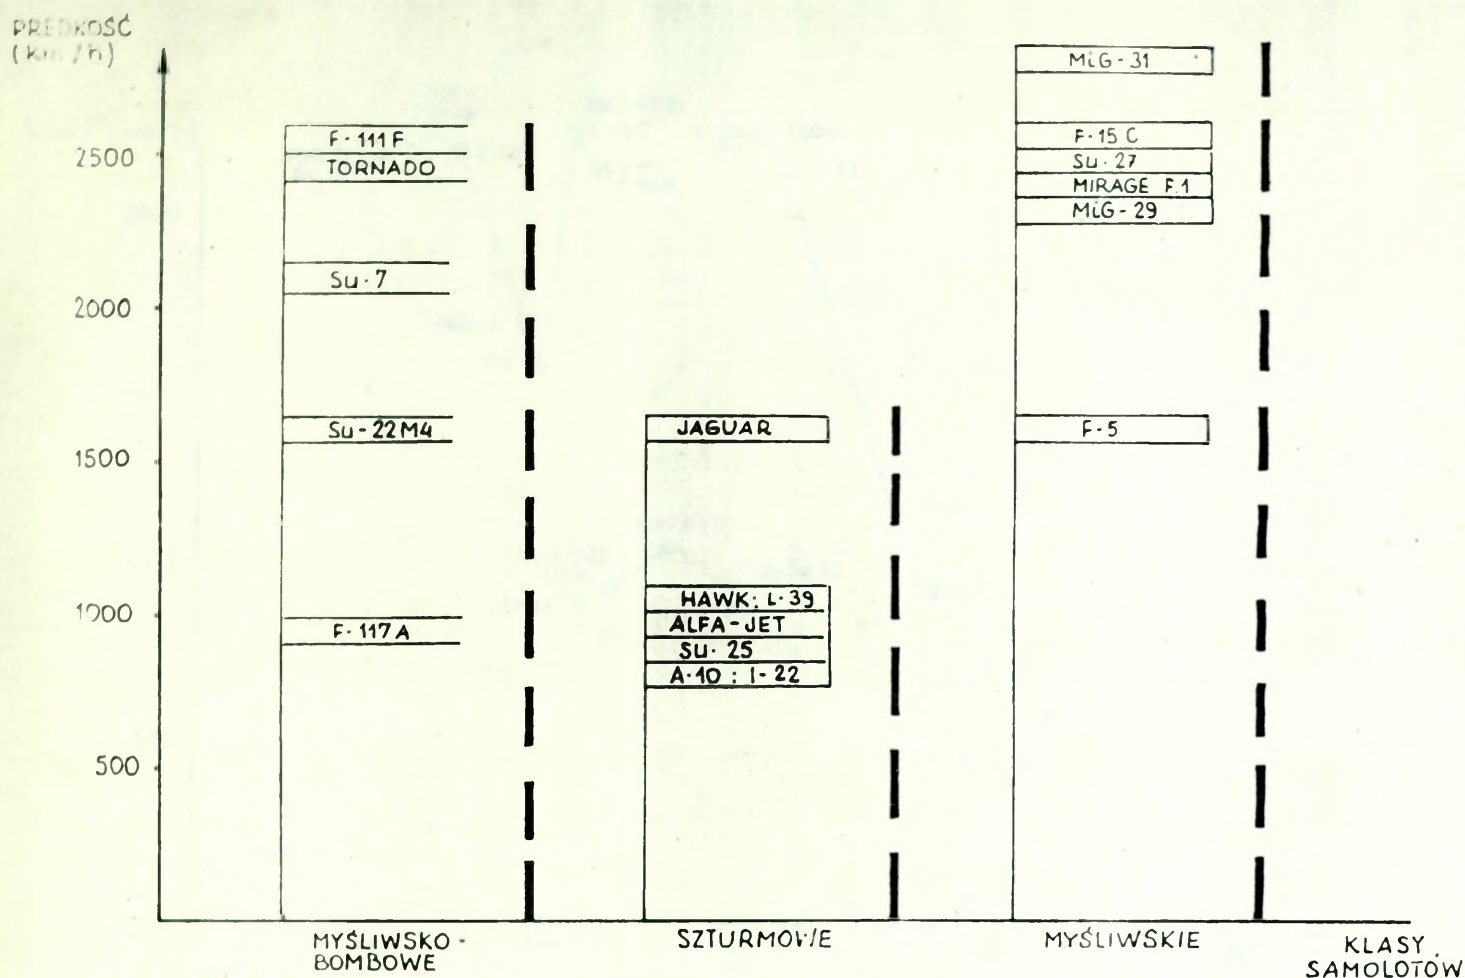 PRĘDKOŚĆ
(km/h)
2500
2000
1500
1000
500
F-111F
TORNADO
Su-7
Su-22M4
F-117A
MYŚLIWSKO-
BOMBOWE
JAGUAR
HAWK; L-39
ALFA-JET
SU-25
A-10 : I-22
SZTURMOWE
MiG-31
F-15 C
Su-27
MIRAGE F.1
MiG-29
F-5
MYŚLIWSKIE
KLASY
SAMOLOTÓW